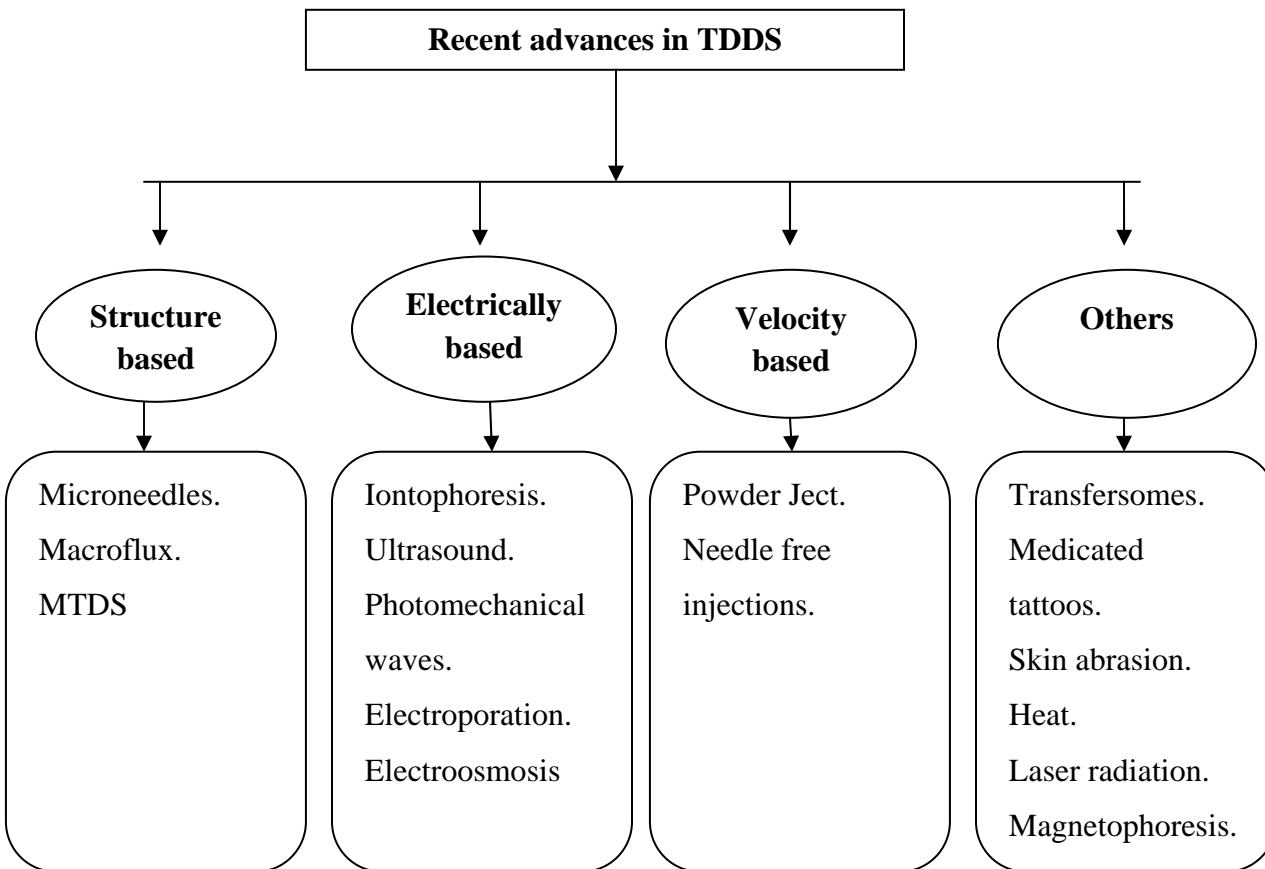 Recent advances in TDDS
Structure
based
Electrically
based
Velocity
based
Others
Microneedles.
Macroflux.
MTDS
Iontophoresis.
Ultrasound.
Photomechanical
waves.
Electroporation.
Electroosmosis
Powder Ject.
Needle free
injections.
Transfersomes.
Medicated
tattoos.
Skin abrasion.
Heat.
Laser radiation.
Magnetophoresis.